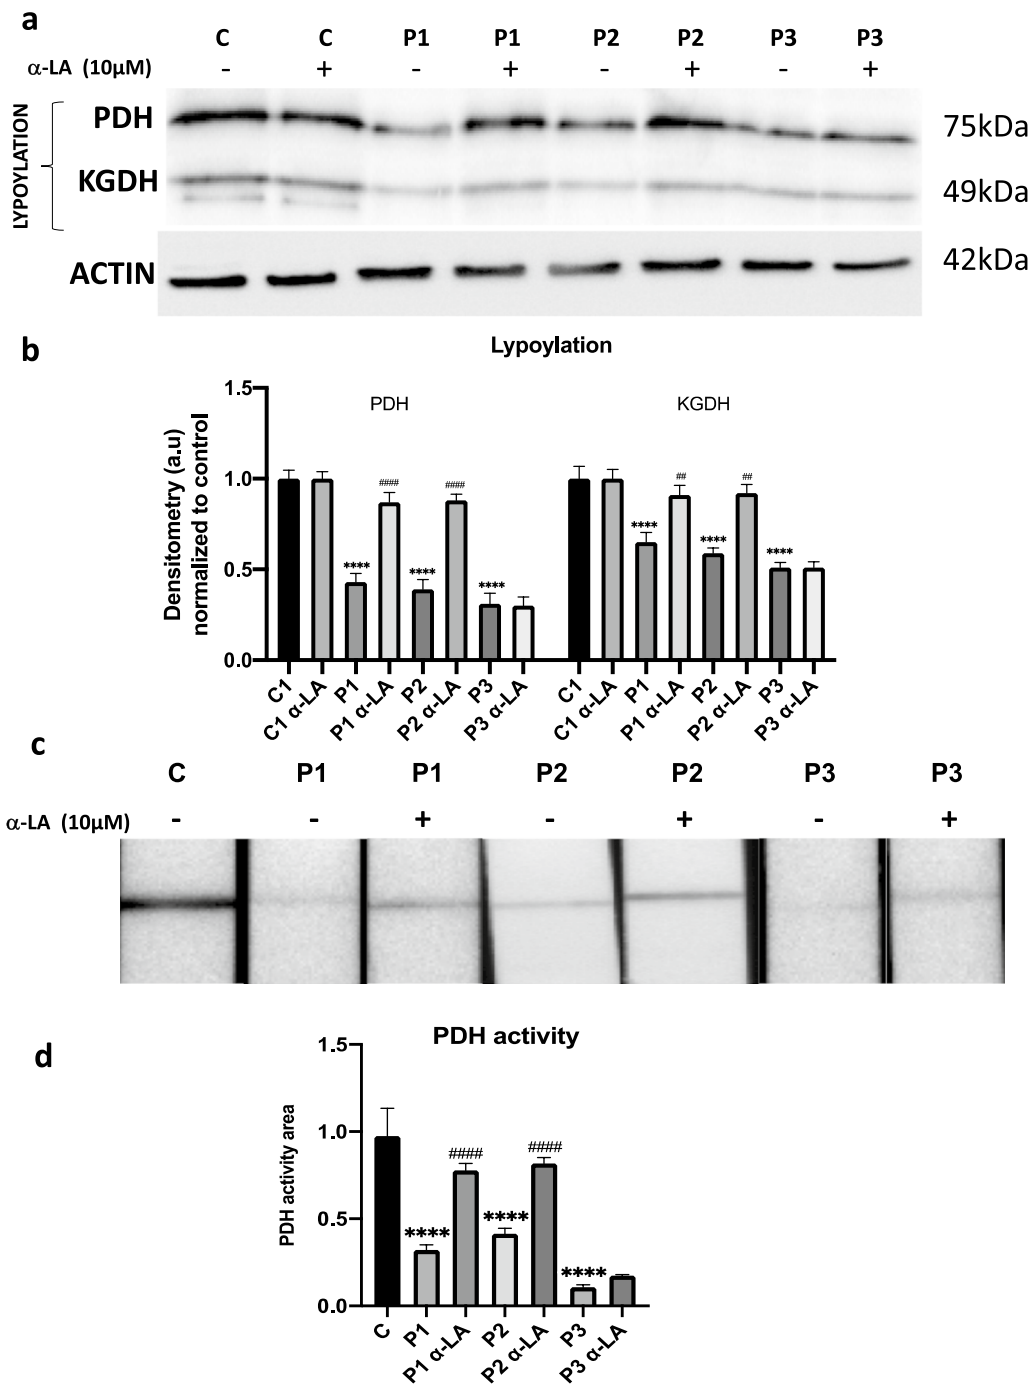 a
C C P1 P1 P2 P2 P3 P3
α-LA (10µM) - + - + - + - +
LYPOYLATION
PDH 75kDa
KGDH 49kDa
ACTIN 42kDa
b
Lypoylation
PDH KGDH
Densitometry (a.u)
normalized to control
1.5
1.0
0.5
0.0
**** #### **** #### ****
**** ## **** ## ****
C1 C1 α-LA P1 P1 α-LA P2 P2 α-LA P3 P3 α-LA C1 C1 α-LA P1 P1 α-LA P2 P2 α-LA P3 P3 α-LA
c
C P1 P1 P2 P2 P3 P3
α-LA (10µM) - - + - + - +
d
PDH activity
PDH activity area
1.5
1.0
0.5
0.0
**** #### **** #### ****
C P1 P1 α-LA P2 P2 α-LA P3 P3 α-LA